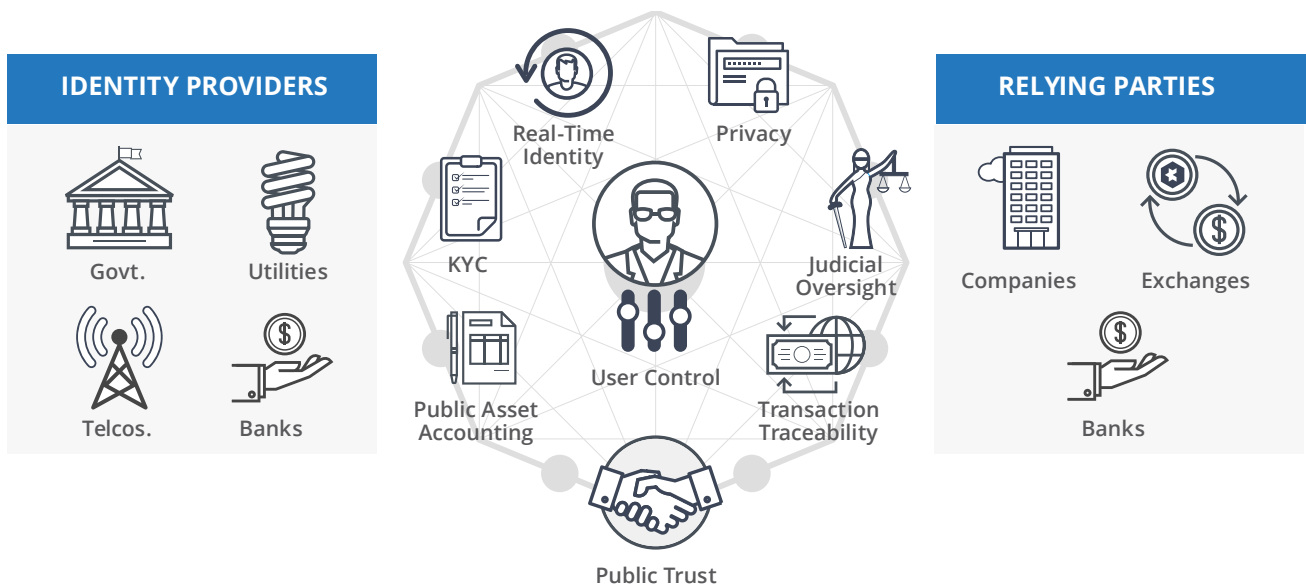 IDENTITY PROVIDERS
Govt.
Utilities
Telcos.
Banks
Real-Time
Identity
Privacy
KYC
Judicial
Oversight
User Control
Public Asset
Accounting
Transaction
Traceability
Public Trust
RELYING PARTIES
Companies
Exchanges
Banks